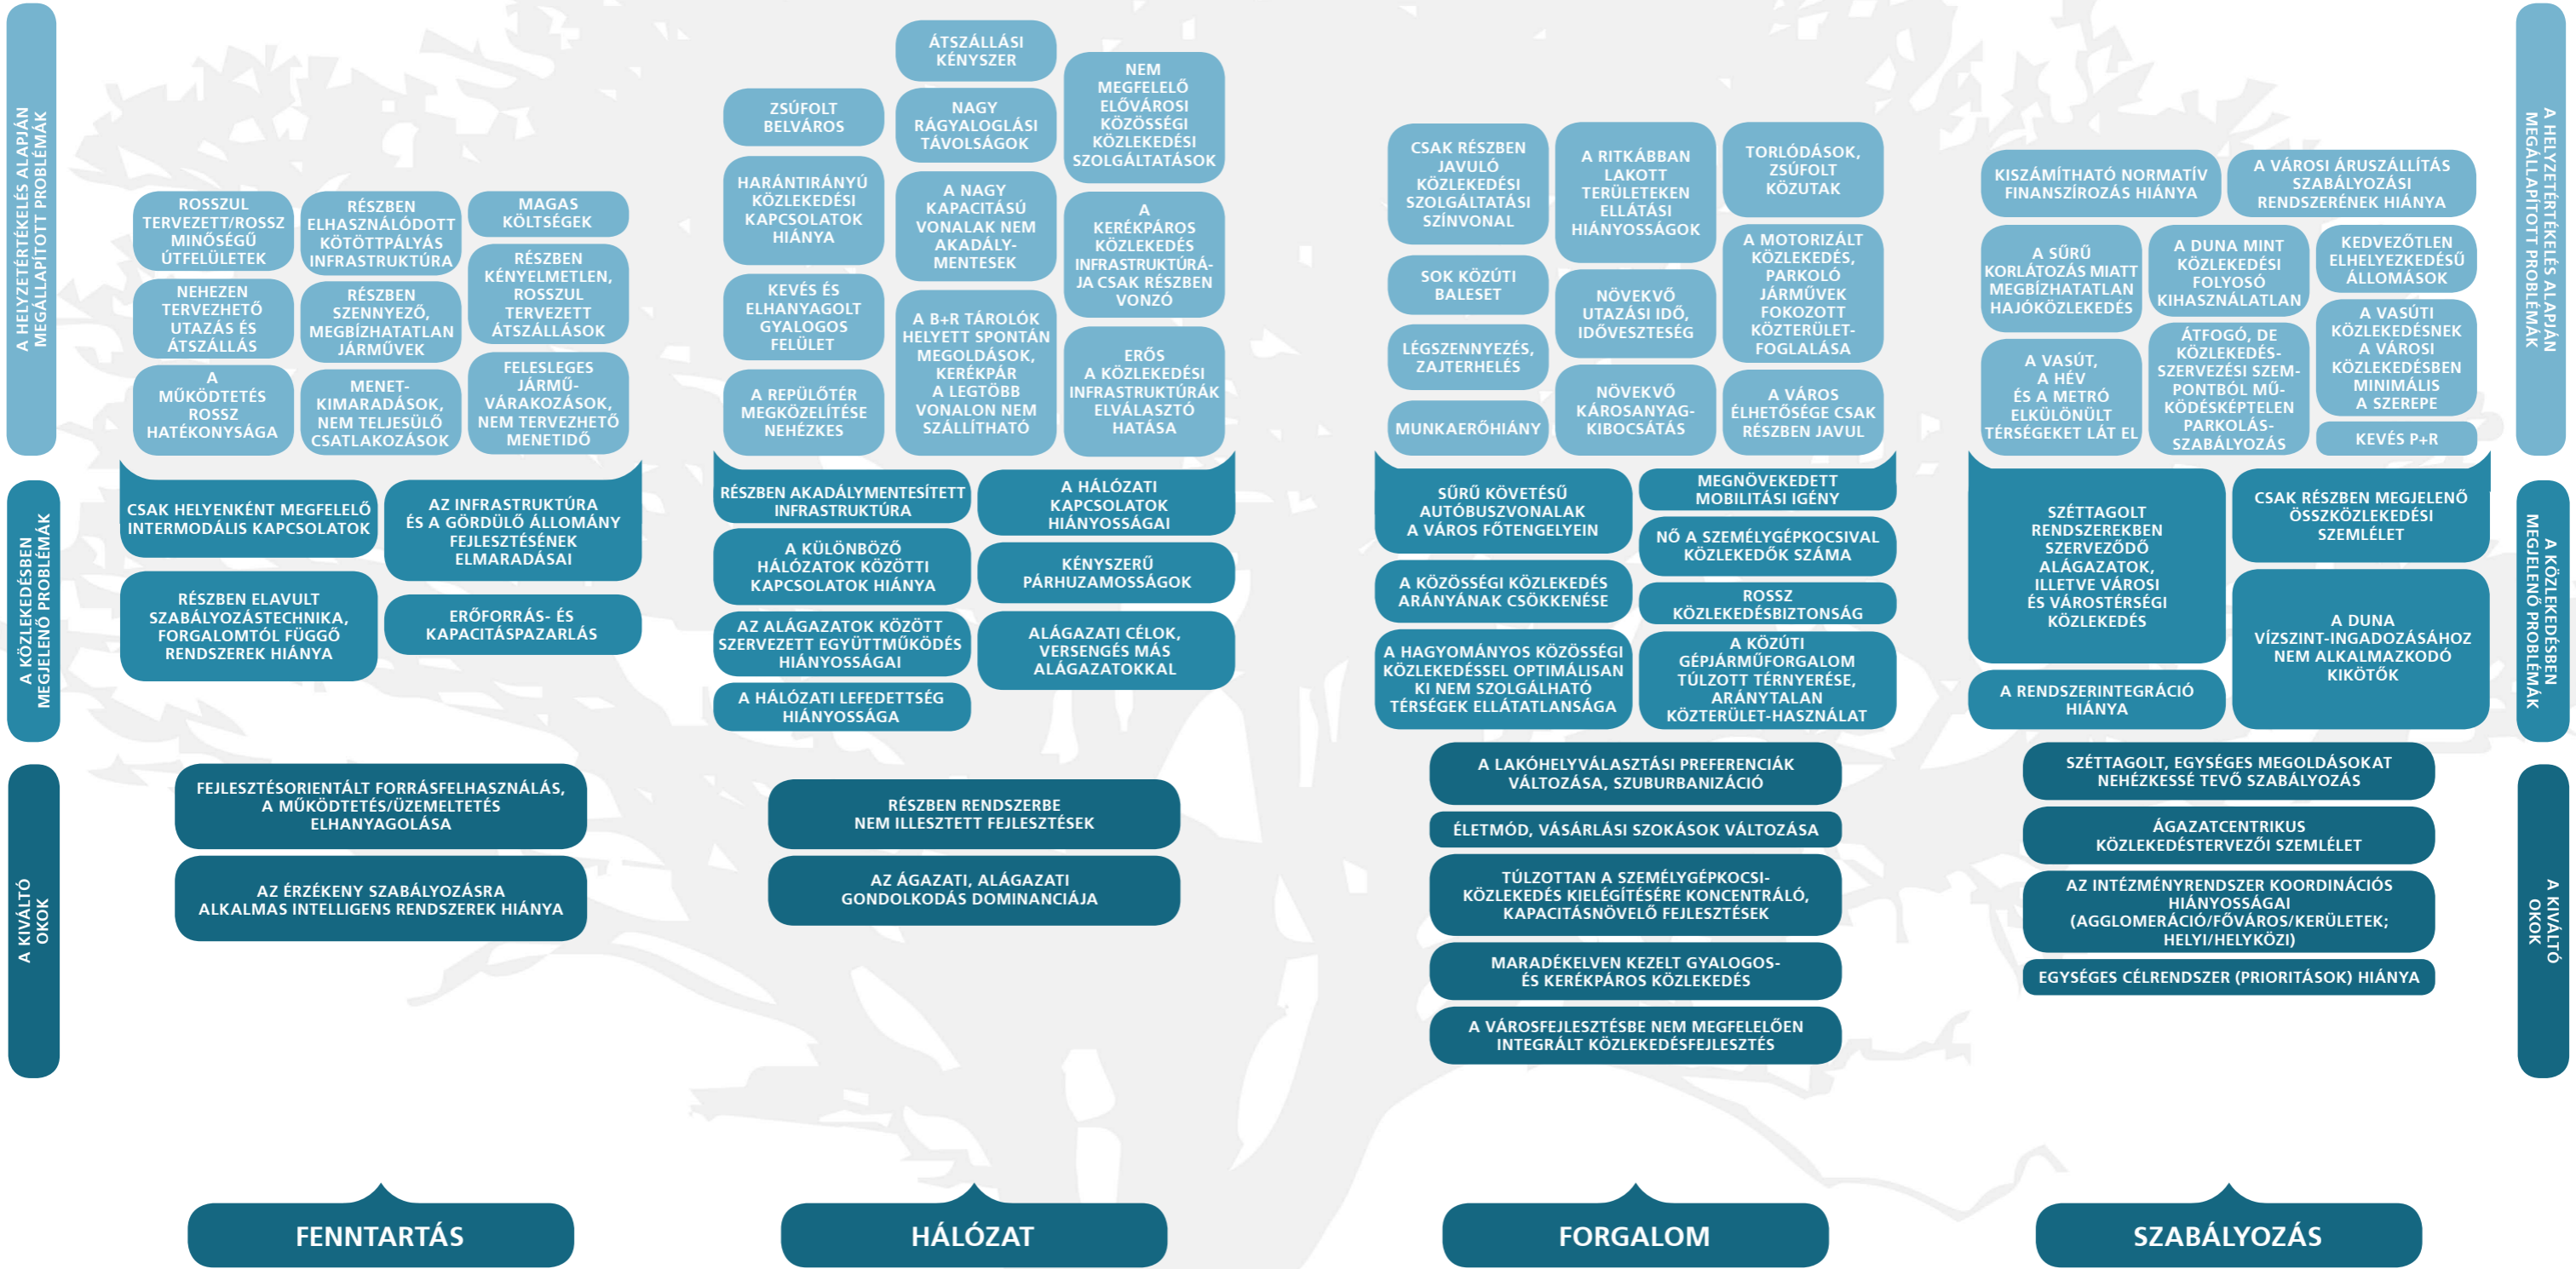 A HELYZETÉRTÉKELÉS ALAPJÁN
MEGÁLLAPÍTOTT PROBLÉMÁK
ROSSZUL
TERVEZETT/ROSSZ
MINŐSÉGŰ
ÚTFELÜLETEK
NEHEZEN
TERVEZHETŐ
UTAZÁS ÉS
ÁTSZÁLLÁS
A
MŰKÖDTETÉS
ROSSZ
HATÉKONYSÁGA
RÉSZBEN
ELHASZNÁLÓDOTT
KÖTÖTTPÁLYÁS
INFRASTRUKTÚRA
RÉSZBEN
SZENNYEZŐ,
MEGBÍZHATATLAN
JÁRMŰVEK
MENET-
KIMARADÁSOK,
NEM TELJESÜLŐ
CSATLAKOZÁSOK
MAGAS
KÖLTSÉGEK
RÉSZBEN
KÉNYELMETLEN,
ROSSZUL
TERVEZETT
ÁTSZÁLLÁSOK
FELESLEGES
JÁRMŰ-
VÁRAKOZÁSOK,
NEM TERVEZHETŐ
MENETIDŐ
ZSÚFOLT
BELVÁROS
HARÁNTIRÁNYÚ
KÖZLEKEDÉSI
KAPCSOLATOK
HIÁNYA
KEVÉS ÉS
ELHANYAGOLT
GYALOGOS
FELÜLET
A REPÜLŐTÉR
MEGKÖZELÍTÉSE
NEHÉZKES
ÁTSZÁLLÁSI
KÉNYSZER
NAGY
RÁGYALOGLÁSI
TÁVOLSÁGOK
A NAGY
KAPACITÁSÚ
VONALAK NEM
AKADÁLY-
MENTESEK
A B+R TÁROLÓK
HELYETT SPONTÁN
MEGOLDÁSOK,
KERÉKPÁR
A LEGTÖBB
VONALON NEM
SZÁLLÍTHATÓ
NEM
MEGFELELŐ
ELŐVÁROSI
KÖZÖSSÉGI
KÖZLEKEDÉSI
SZOLGÁLTATÁSOK
A
KERÉKPÁROS
KÖZLEKEDÉS
INFRASTRUKTÚRÁ-
JA CSAK RÉSZBEN
VONZÓ
ERŐS
A KÖZLEKEDÉSI
INFRASTRUKTÚRÁK
ELVÁLASZTÓ
HATÁSA
CSAK RÉSZBEN
JAVULÓ
KÖZLEKEDÉSI
SZOLGÁLTATÁSI
SZÍNVONAL
SOK KÖZÚTI
BALESET
LÉGSZENNYEZÉS,
ZAJTERHELÉS
MUNKAERŐHIÁNY
A RITKÁBBAN
LAKOTT
TERÜLETEKEN
ELLÁTÁSI
HIÁNYOSSÁGOK
NÖVEKVŐ
UTAZÁSI IDŐ,
IDŐVESZTESÉG
NÖVEKVŐ
KÁROSANYAG-
KIBOCSÁTÁS
TORLÓDÁSOK,
ZSÚFOLT
KÖZUTAK
A MOTORIZÁLT
KÖZLEKEDÉS,
PARKOLÓ
JÁRMŰVEK
FOKOZOTT
KÖZTERÜLET-
FOGLALÁSA
A VÁROS
ÉLHETŐSÉGE CSAK
RÉSZBEN JAVUL
KISZÁMÍTHATÓ NORMATÍV
FINANSZÍROZÁS HIÁNYA
A VÁROSI ÁRUSZÁLLÍTÁS
SZABÁLYOZÁSI
RENDSZERÉNEK HIÁNYA
A SŰRŰ
KORLÁTOZÁS MIATT
MEGBÍZHATATLAN
HAJÓKÖZLEKEDÉS
A VASÚT,
A HÉV
ÉS A METRÓ
ELKÜLÖNÜLT
TÉRSÉGEKET LÁT EL
A DUNA MINT
KÖZLEKEDÉSI
FOLYOSÓ
KIHASZNÁLATLAN
ÁTFOGÓ, DE
KÖZLEKEDÉS-
SZERVEZÉSI SZEM-
PONTBÓL MŰ-
KÖDÉSKÉPTELEN
PARKOLÁS-
SZABÁLYOZÁS
KEDVEZŐTLEN
ELHELYEZKEDÉSŰ
ÁLLOMÁSOK
A VASÚTI
KÖZLEKEDÉSNEK
A VÁROSI
KÖZLEKEDÉSBEN
MINIMÁLIS
A SZEREPE
KEVÉS P+R
A HELYZETÉRTÉKELÉS ALAPJÁN
MEGÁLLAPÍTOTT PROBLÉMÁK
A KÖZLEKEDÉSBEN
MEGJELENŐ PROBLÉMÁK
CSAK HELYENKÉNT MEGFELELŐ
INTERMODÁLIS KAPCSOLATOK
RÉSZBEN ELAVULT
SZABÁLYOZÁSTECHNIKA,
FORGALOMTÓL FÜGGŐ
RENDSZEREK HIÁNYA
AZ INFRASTRUKTÚRA
ÉS A GÖRDÜLŐ ÁLLOMÁNY
FEJLESZTÉSÉNEK
ELMARADÁSAI
ERŐFORRÁS- ÉS
KAPACITÁSPAZARLÁS
RÉSZBEN AKADÁLYMENTESÍTETT
INFRASTRUKTÚRA
A KÜLÖNBÖZŐ
HÁLÓZATOK KÖZÖTTI
KAPCSOLATOK HIÁNYA
AZ ALÁGAZATOK KÖZÖTT
SZERVEZETT EGYÜTTMŰKÖDÉS
HIÁNYOSSÁGAI
A HÁLÓZATI LEFEDETTSÉG
HIÁNYOSSÁGA
A HÁLÓZATI
KAPCSOLATOK
HIÁNYOSSÁGAI
KÉNYSZERŰ
PÁRHUZAMOSSÁGOK
ALÁGAZATI CÉLOK,
VERSENGÉS MÁS
ALÁGAZATOKKAL
SŰRŰ KÖVETÉSŰ
AUTÓBUSZVONALAK
A VÁROS FŐTENGELYEIN
A KÖZÖSSÉGI KÖZLEKEDÉS
ARÁNYÁNAK CSÖKKENÉSE
A HAGYOMÁNYOS KÖZÖSSÉGI
KÖZLEKEDÉSSEL OPTIMÁLISAN
KI NEM SZOLGÁLHATÓ
TÉRSÉGEK ELLÁTATLANSÁGA
MEGNÖVEKEDETT
MOBILITÁSI IGÉNY
NŐ A SZEMÉLYGÉPKOCSIVAL
KÖZLEKEDŐK SZÁMA
ROSSZ
KÖZLEKEDÉSBIZTONSÁG
A KÖZÚTI
GÉPJÁRMŰFORGALOM
TÚLZOTT TÉRNYERÉSE,
ARÁNYTALAN
KÖZTERÜLET-HASZNÁLAT
SZÉTTAGOLT
RENDSZEREKBEN
SZERVEZŐDŐ
ALÁGAZATOK,
ILLETVE VÁROSI
ÉS VÁROSTÉRSÉGI
KÖZLEKEDÉS
A RENDSZERINTEGRÁCIÓ
HIÁNYA
CSAK RÉSZBEN MEGJELENŐ
ÖSSZKÖZLEKEDÉSI
SZEMLÉLET
A DUNA
VÍZSZINT-INGADOZÁSÁHOZ
NEM ALKALMAZKODÓ
KIKÖTŐK
A KÖZLEKEDÉSBEN
MEGJELENŐ PROBLÉMÁK
A KIVÁLTÓ
OKOK
FEJLESZTÉSORIENTÁLT FORRÁSFELHASZNÁLÁS,
A MŰKÖDTETÉS/ÜZEMELTETÉS
ELHANYAGOLÁSA
AZ ÉRZÉKENY SZABÁLYOZÁSRA
ALKALMAS INTELLIGENS RENDSZEREK HIÁNYA
RÉSZBEN RENDSZERBE
NEM ILLESZTETT FEJLESZTÉSEK
AZ ÁGAZATI, ALÁGAZATI
GONDOLKODÁS DOMINANCIÁJA
A LAKÓHELYVÁLASZTÁSI PREFERENCIÁK
VÁLTOZÁSA, SZUBURBANIZÁCIÓ
ÉLETMÓD, VÁSÁRLÁSI SZOKÁSOK VÁLTOZÁSA
TÚLZOTTAN A SZEMÉLYGÉPKOCSI-
KÖZLEKEDÉS KIELÉGÍTÉSÉRE KONCENTRÁLÓ,
KAPACITÁSNÖVELŐ FEJLESZTÉSEK
MARADÉKELVEN KEZELT GYALOGOS-
ÉS KERÉKPÁROS KÖZLEKEDÉS
A VÁROSFEJLESZTÉSBE NEM MEGFELELŐEN
INTEGRÁLT KÖZLEKEDÉSFEJLESZTÉS
SZÉTTAGOLT, EGYSÉGES MEGOLDÁSOKAT
NEHÉZKESSÉ TEVŐ SZABÁLYOZÁS
ÁGAZATCENTRIKUS
KÖZLEKEDÉSTERVEZŐI SZEMLÉLET
AZ INTÉZMÉNYRENDSZER KOORDINÁCIÓS
HIÁNYOSSÁGAI
(AGGLOMERÁCIÓ/FŐVÁROS/KERÜLETEK;
HELYI/HELYKÖZI)
EGYSÉGES CÉLRENDSZER (PRIORITÁSOK) HIÁNYA
A KIVÁLTÓ
OKOK
FENNTARTÁS
HÁLÓZAT
FORGALOM
SZABÁLYOZÁS